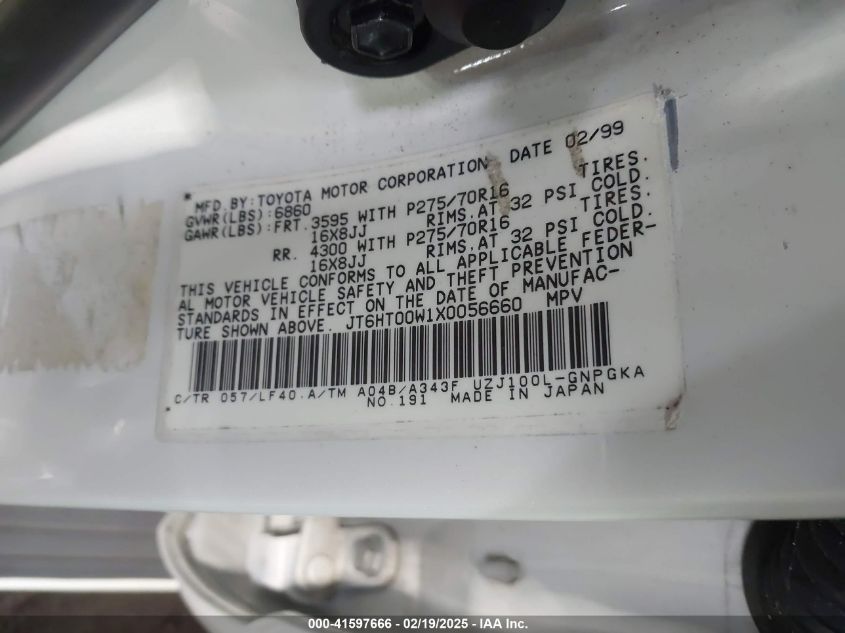 MFD.BY:TOYOTA MOTOR CORPORATION DATE 02/99
GVWR(LBS):6860
GAWR(LBS):FRT.3595 WITH P275/70R16 TIRES.
16X8JJ RIMS.AT 32 PSI COLD.
RR. 4300 WITH P275/70R16 TIRES.
16X8JJ RIMS.AT 32 PSI COLD.
THIS VEHICLE CONFORMS TO ALL APPLICABLE FEDER-
AL MOTOR VEHICLE SAFETY AND THEFT PREVENTION
STANDARDS IN EFFECT ON THE DATE OF MANUFAC-
TURE SHOWN ABOVE. JT6HT00W1X0056660 MPV
C/TR 057/LF40.A/TM A04B/A343F UZJ100L-GNPGKA
NO.191 MADE IN JAPAN
000-41597666 - 02/19/2025 - IAAI Inc.